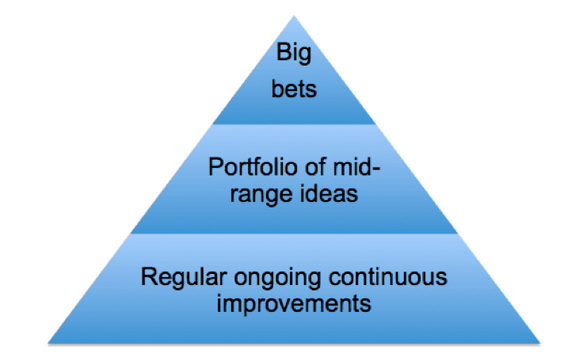 Big
bets
Portfolio of mid-
range ideas
Regular ongoing continuous
improvements